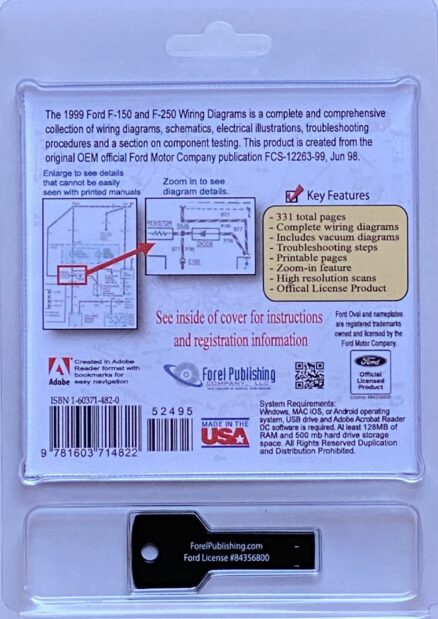 The 1999 Ford F-150 and F-250 Wiring Diagrams is a complete and comprehensive
collection of wiring diagrams, schematics, electrical illustrations, troubleshooting
procedures and a section on component testing. This product is created from the
original OEM official Ford Motor Company publication FCS-12263-99, Jun 98.
Enlarge to see details
that cannot be easily
seen with printed manuals
Zoom in to see
diagram details.
RESISTOR
977
P/W
977
P/W
Key Features
- 331 total pages
- Complete wiring diagrams
- Includes vacuum diagrams
- Troubleshooting steps
- Printable pages
- Zoom-in feature
- High resolution scans
- Offical License Product
See inside of cover for instructions
and registration information
Ford Oval and nameplates
are registered trademarks
owned and licensed by the
Ford Motor Company.
Adobe
Created in Adobe
Reader format with
bookmarks for
easy navigation
Forel Publishing
COMPANY, LLC
Ford
Official
Licensed
Product
License #84356800
ISBN 1-60371-482-0
52495
9 781603 714822
MADE IN THE
USA
System Requirements:
Windows, MAC IOS, or Android operating
system, USB drive and Adobe Acrobat Reader
DC software is required. At least 128MB of
RAM and 500 mb hard drive storage
space. All Rights Reserved Duplication
and Distribution Prohibited.
ForelPublishing.com
Ford License #84356800